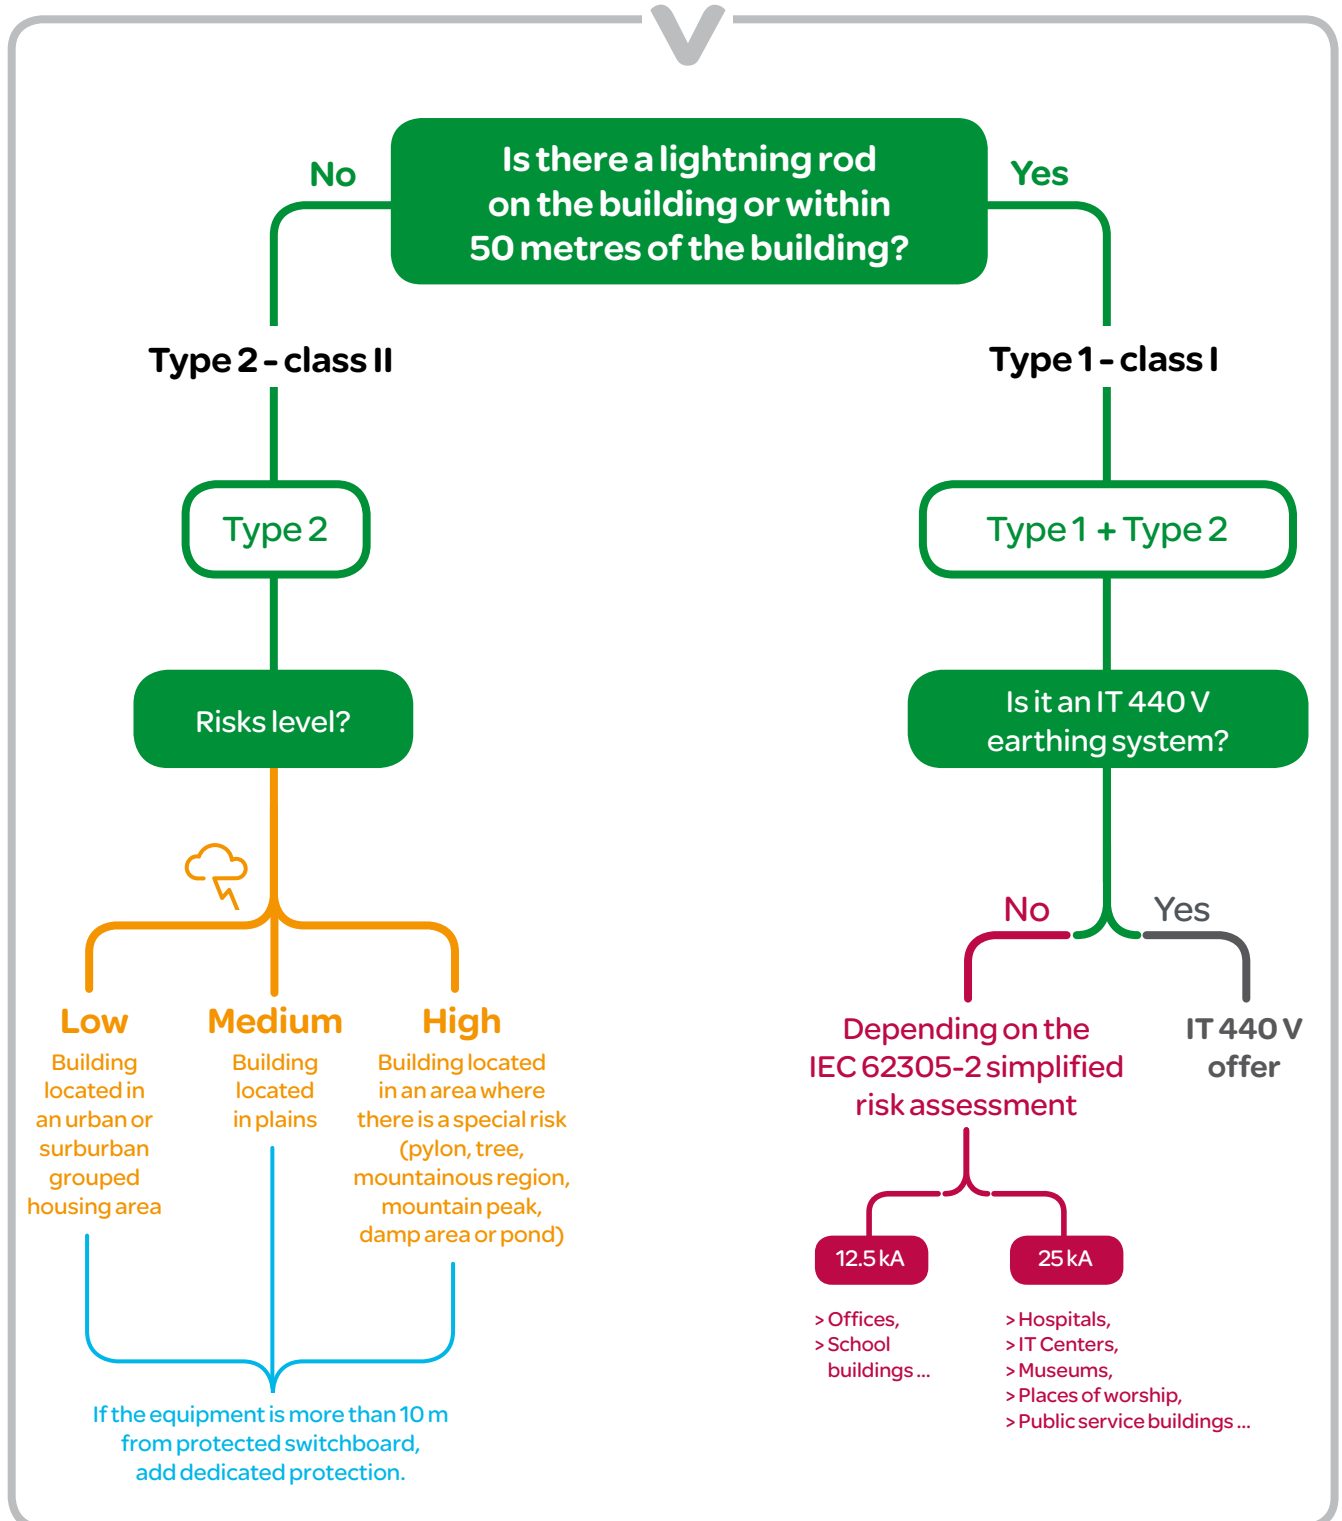 Is there a lightning rod
on the building or within
50 metres of the building?
No
Yes
Type 2 - class II
Type 2
Risks level?
Low
Building
located in
an urban or
surburban
grouped
housing area
Medium
Building
located
in plains
High
Building located
in an area where
there is a special risk
(pylon, tree,
mountainous region,
mountain peak,
damp area or pond)
If the equipment is more than 10 m
from protected switchboard,
add dedicated protection.
Type 1 - class I
Type 1 + Type 2
Is it an IT 440 V
earthing system?
No
Yes
Depending on the
IEC 62305-2 simplified
risk assessment
IT 440 V
offer
12.5 kA
> Offices,
> School
buildings ...
25 kA
> Hospitals,
> IT Centers,
> Museums,
> Places of worship,
> Public service buildings ...